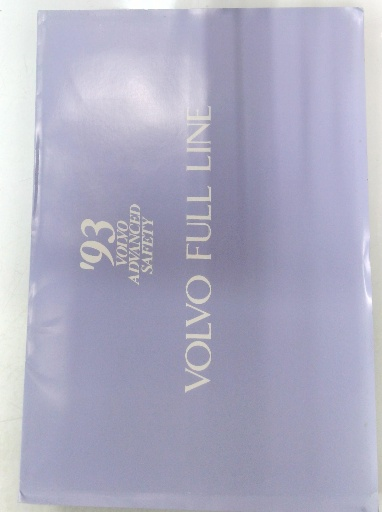 '93
VOLVO
ADVANCED
SAFETY
VOLVO FULL LINE